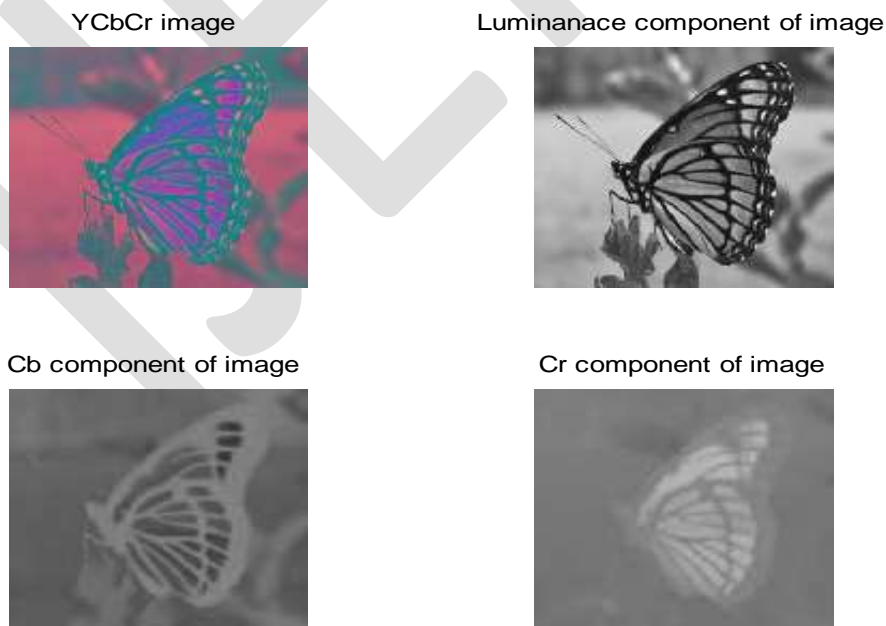 YCbCr image
Luminanace component of image
Cb component of image
Cr component of image